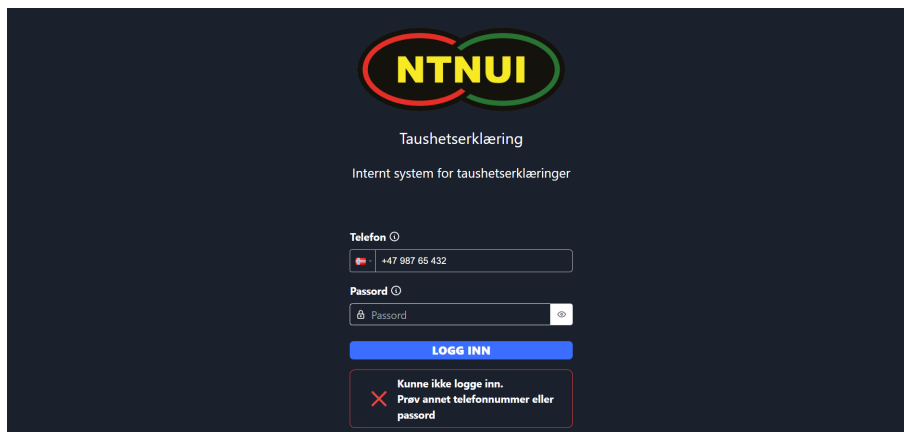 NTNUI
Taushetserklæring
Internt system for taushetserklæringer
Telefon
+47 987 65 432
Passord
Passord
LOGG INN
Kunne ikke logge inn.
Prøv annet telefonnummer eller
passord